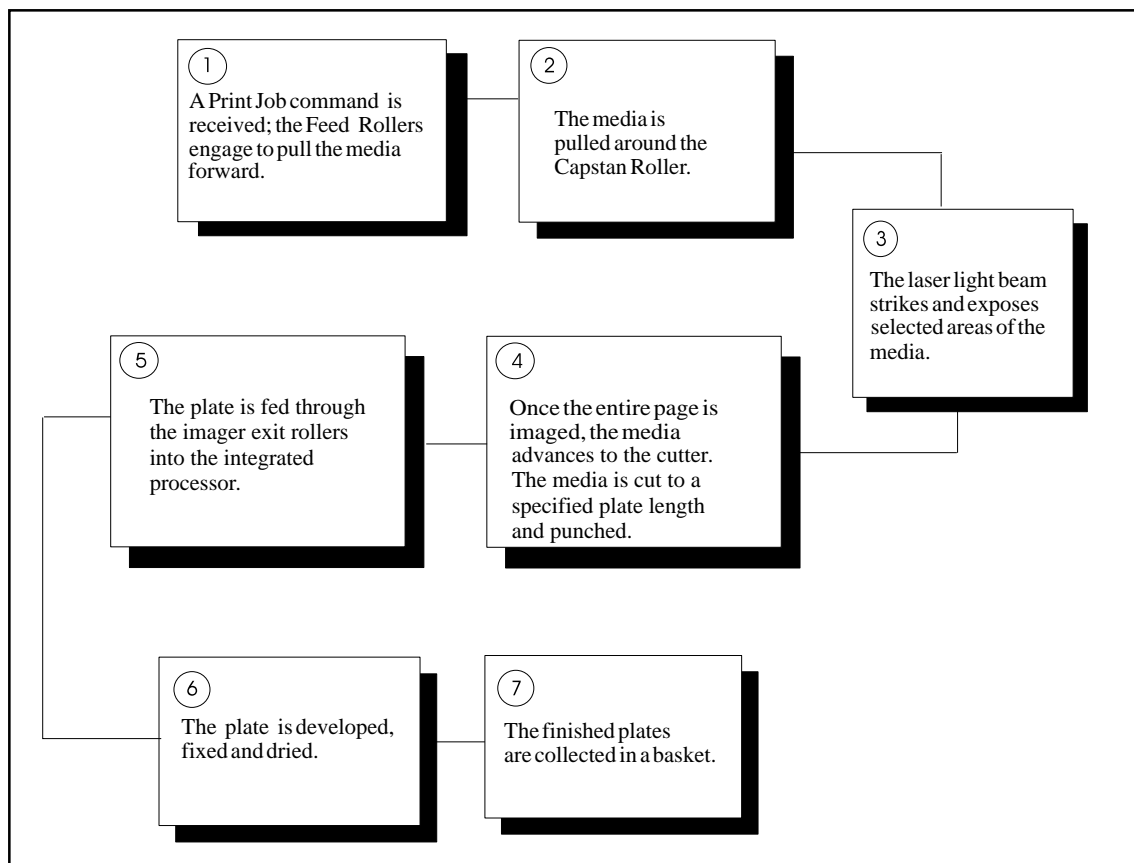 1
A Print Job command is
received; the Feed Rollers
engage to pull the media
forward.
2
The media is
pulled around the
Capstan Roller.
3
The laser light beam
strikes and exposes
selected areas of the
media.
4
Once the entire page is
imaged, the media
advances to the cutter.
The media is cut to a
specified plate length
and punched.
5
The plate is fed through
the imager exit rollers
into the integrated
processor.
6
The plate is developed,
fixed and dried.
7
The finished plates
are collected in a basket.